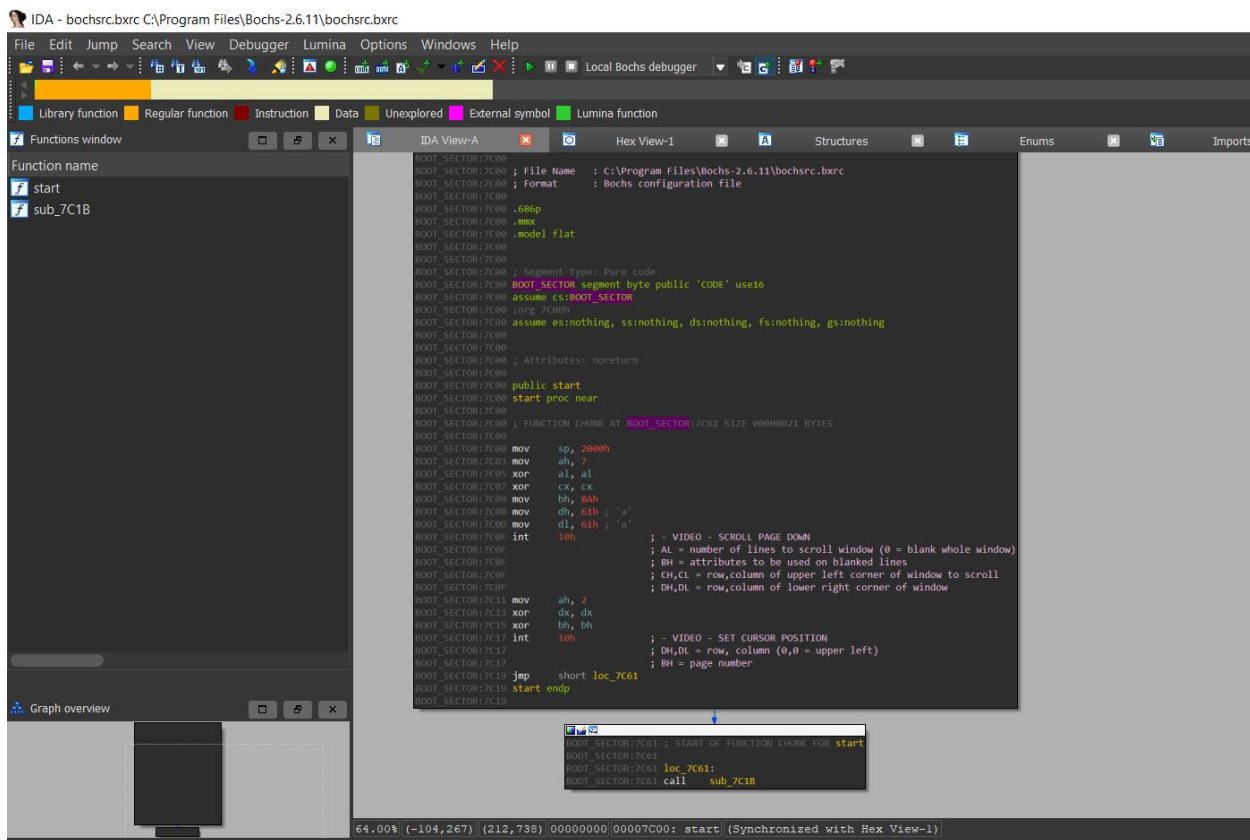 IDA - bochsrc.bxrc C:\Program Files\Bochs-2.6.11\bochsrc.bxrc
File Edit Jump Search View Debugger Lumina Options Windows Help
Local Bochs debugger
Library function Regular function Instruction Data Unexplored External symbol Lumina function
Functions window
Function name
start
sub_7C1B
IDA View-A Hex View-1 Structures Enums Imports
BOOT_SECTOR:7C00
BOOT_SECTOR:7C00 ; File Name : C:\Program Files\Bochs-2.6.11\bochsrc.bxrc
BOOT_SECTOR:7C00 ; Format : Bochs configuration file
BOOT_SECTOR:7C00
BOOT_SECTOR:7C00 .686p
BOOT_SECTOR:7C00 .mmx
BOOT_SECTOR:7C00 .model flat
BOOT_SECTOR:7C00
BOOT_SECTOR:7C00
BOOT_SECTOR:7C00 ; Segment type: Pure code
BOOT_SECTOR:7C00 BOOT_SECTOR segment byte public 'CODE' use16
BOOT_SECTOR:7C00 assume cs:BOOT_SECTOR
BOOT_SECTOR:7C00 ;org 7C00h
BOOT_SECTOR:7C00 assume es:nothing, ss:nothing, ds:nothing, fs:nothing, gs:nothing
BOOT_SECTOR:7C00
BOOT_SECTOR:7C00
BOOT_SECTOR:7C00 ; Attributes: noreturn
BOOT_SECTOR:7C00
BOOT_SECTOR:7C00 public start
BOOT_SECTOR:7C00 start proc near
BOOT_SECTOR:7C00
BOOT_SECTOR:7C00 ; FUNCTION CHUNK AT BOOT_SECTOR:7C61 SIZE 00000021 BYTES
BOOT_SECTOR:7C00
BOOT_SECTOR:7C00 mov sp, 2000h
BOOT_SECTOR:7C03 mov ah, 7
BOOT_SECTOR:7C05 xor al, al
BOOT_SECTOR:7C07 xor cx, cx
BOOT_SECTOR:7C09 mov bh, 8Ah
BOOT_SECTOR:7C0B mov dh, 61h ; 'a'
BOOT_SECTOR:7C0D mov dl, 61h ; 'a'
BOOT_SECTOR:7C0F int 10h ; - VIDEO - SCROLL PAGE DOWN
BOOT_SECTOR:7C0F ; AL = number of lines to scroll window (0 = blank whole window)
BOOT_SECTOR:7C0F ; BH = attributes to be used on blanked lines
BOOT_SECTOR:7C0F ; CH,CL = row,column of upper left corner of window to scroll
BOOT_SECTOR:7C0F ; DH,DL = row,column of lower right corner of window
BOOT_SECTOR:7C11 mov ah, 2
BOOT_SECTOR:7C13 xor dx, dx
BOOT_SECTOR:7C15 xor bh, bh
BOOT_SECTOR:7C17 int 10h ; - VIDEO - SET CURSOR POSITION
BOOT_SECTOR:7C17 ; DH,DL = row, column (0,0 = upper left)
BOOT_SECTOR:7C17 ; BH = page number
BOOT_SECTOR:7C19 jmp short loc_7C61
BOOT_SECTOR:7C19 start endp
BOOT_SECTOR:7C19
Graph overview
BOOT_SECTOR:7C61 ; START OF FUNCTION CHUNK FOR start
BOOT_SECTOR:7C61
BOOT_SECTOR:7C61 loc_7C61:
BOOT_SECTOR:7C61 call sub_7C1B
64.00% (-104,267) (212,738) 00000000 00007C00: start (Synchronized with Hex View-1)